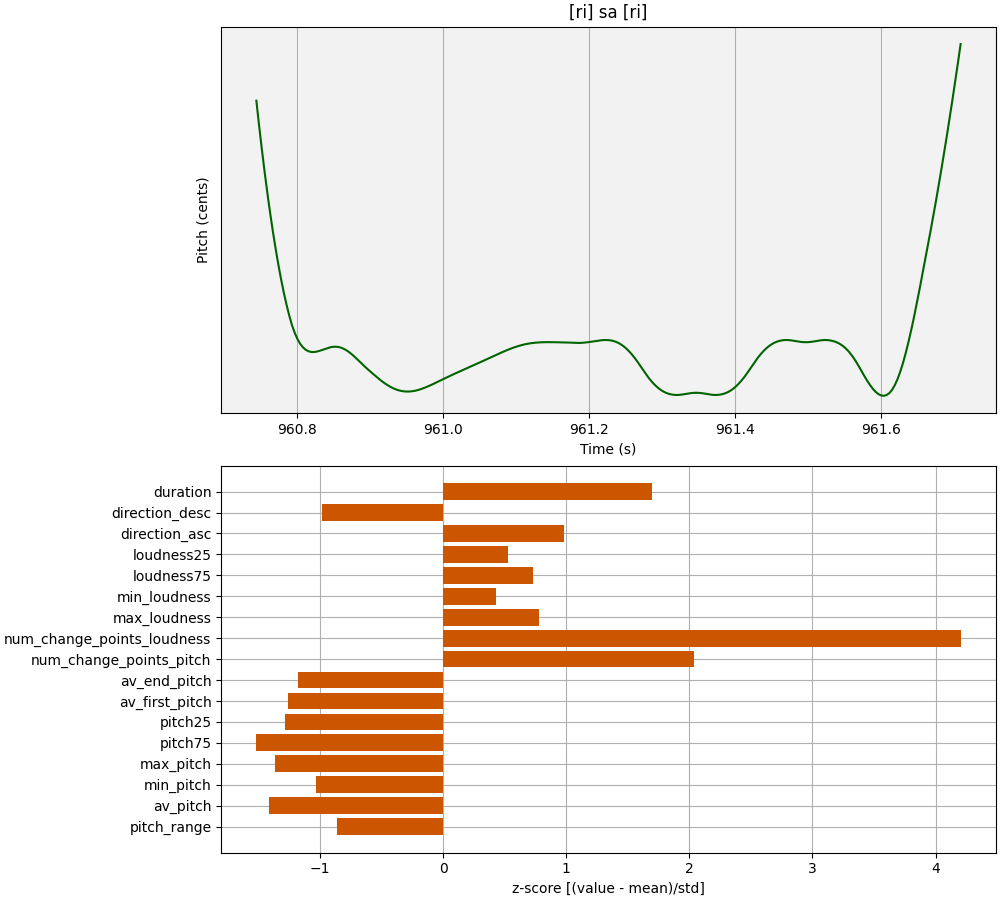 [ri] sa [ri]
Pitch (cents)
960.8 961.0 961.2 961.4 961.6
Time (s)
duration
direction_desc
direction_asc
loudness25
loudness75
min_loudness
max_loudness
num_change_points_loudness
num_change_points_pitch
av_end_pitch
av_first_pitch
pitch25
pitch75
max_pitch
min_pitch
av_pitch
pitch_range
−1 0 1 2 3 4
z-score [(value - mean)/std]